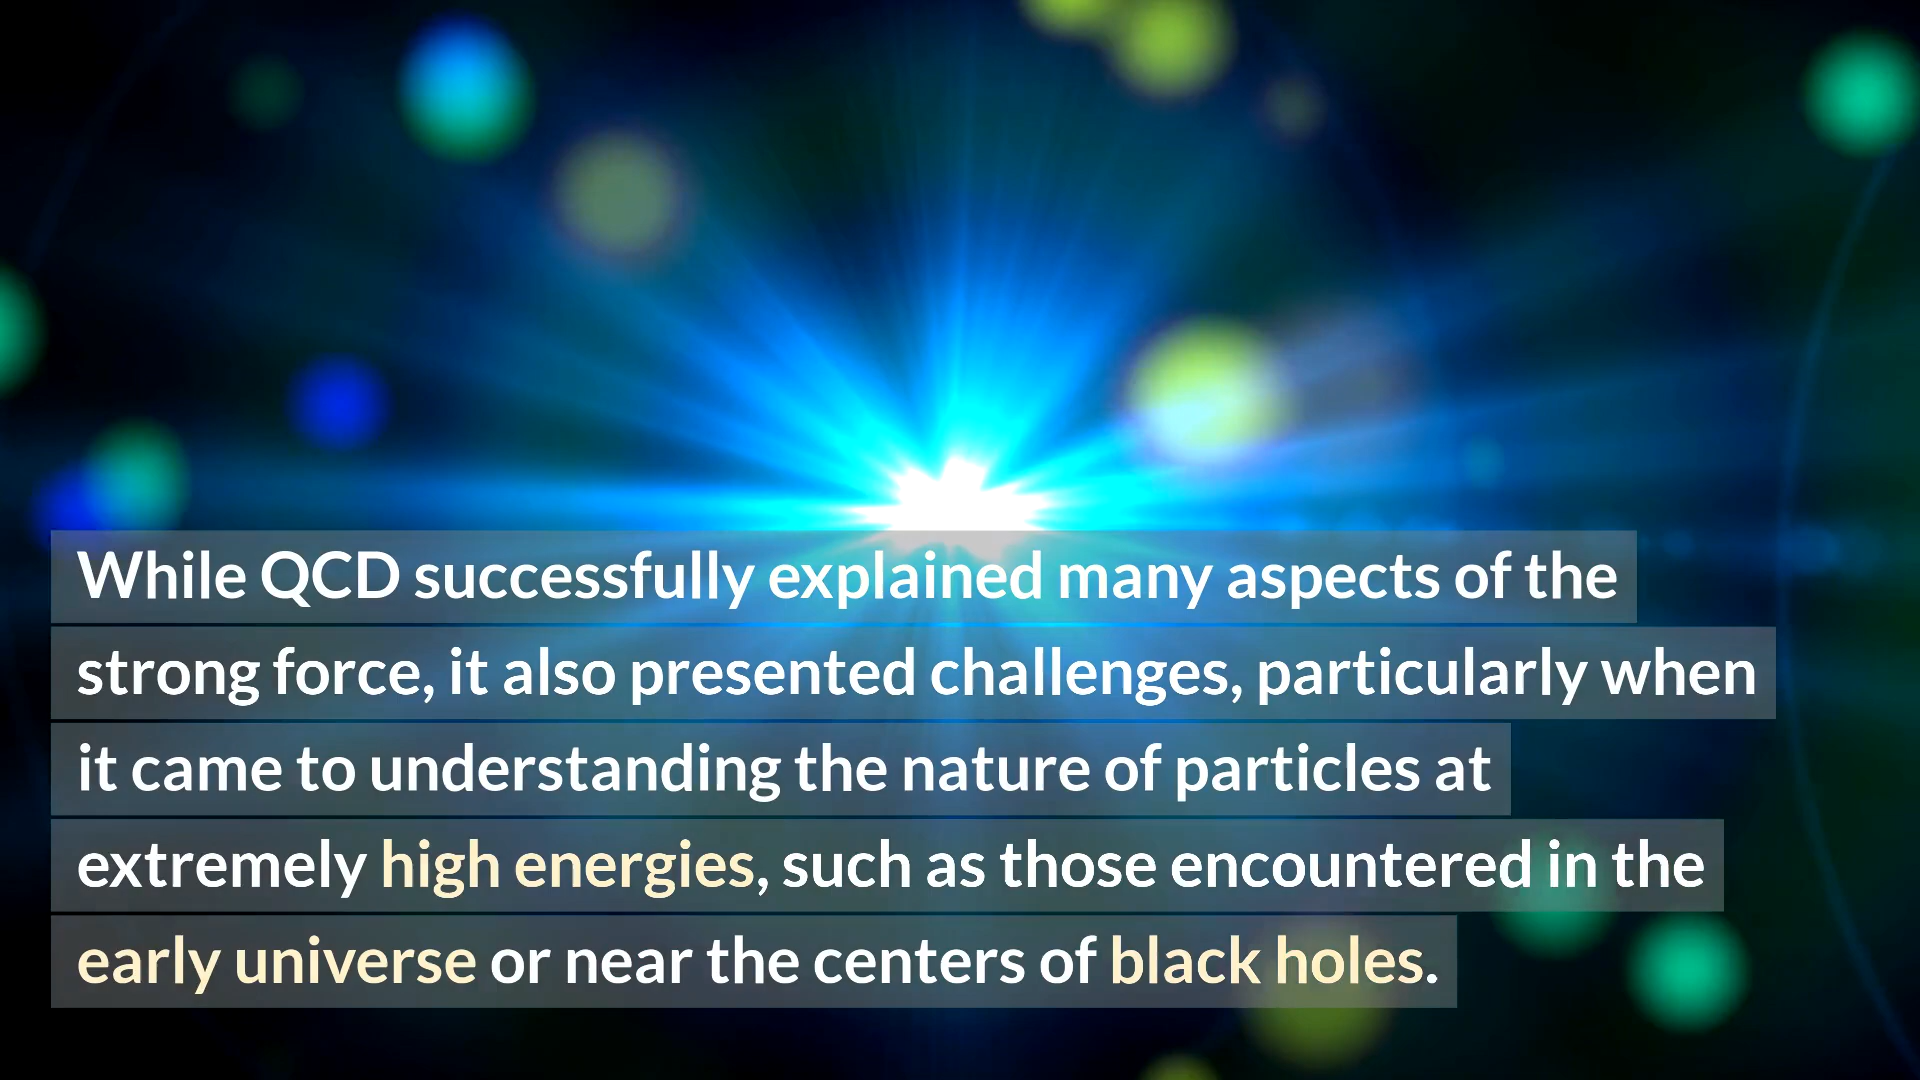 While QCD successfully explained many aspects of the
strong force, it also presented challenges, particularly when
it came to understanding the nature of particles at
extremely high energies, such as those encountered in the
early universe or near the centers of black holes.